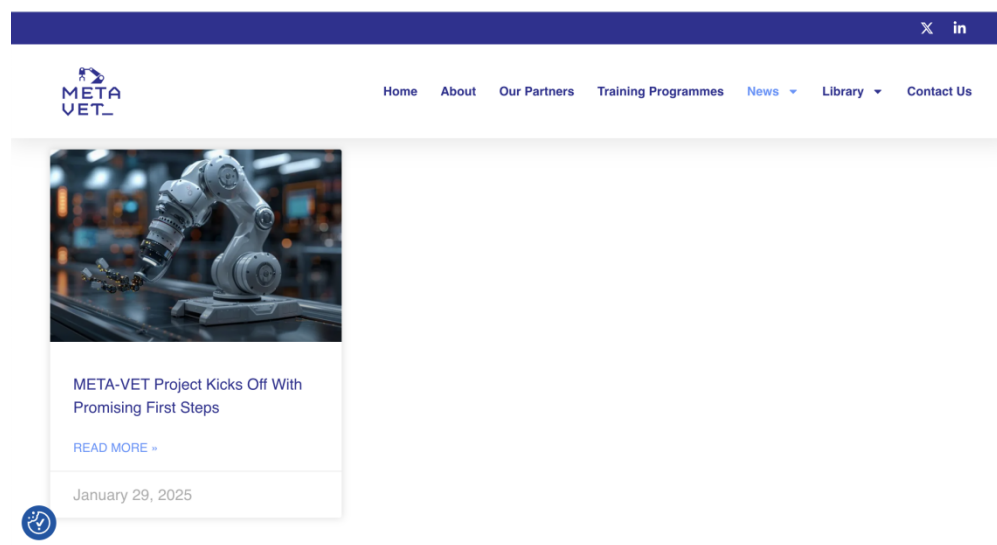 META
VET_
Home About Our Partners Training Programmes News Library Contact Us
META-VET Project Kicks Off With
Promising First Steps
READ MORE »
January 29, 2025